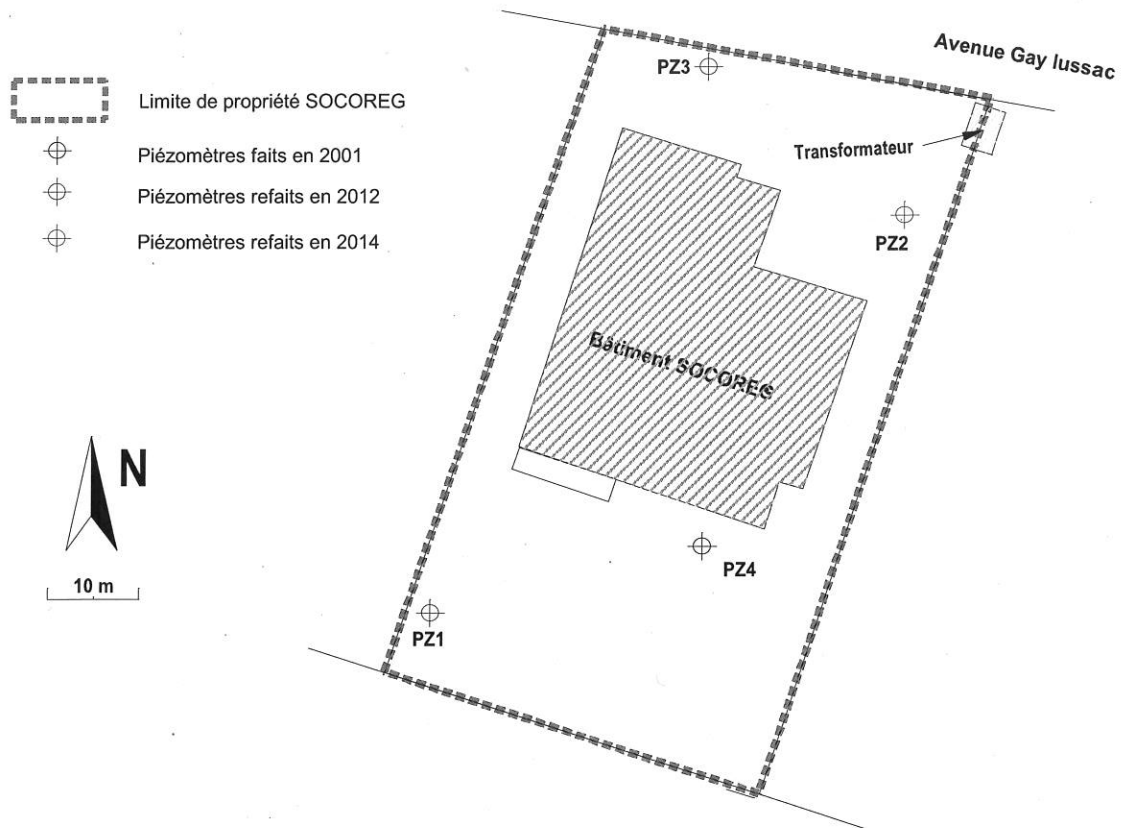 Avenue Gay lussac
PZ3
Limite de propriété SOCOREG
Piézomètres faits en 2001
Transformateur
Piézomètres refaits en 2012
Piézomètres refaits en 2014
PZ2
Bâtiment SOCOREG
N
10 m
PZ4
PZ1